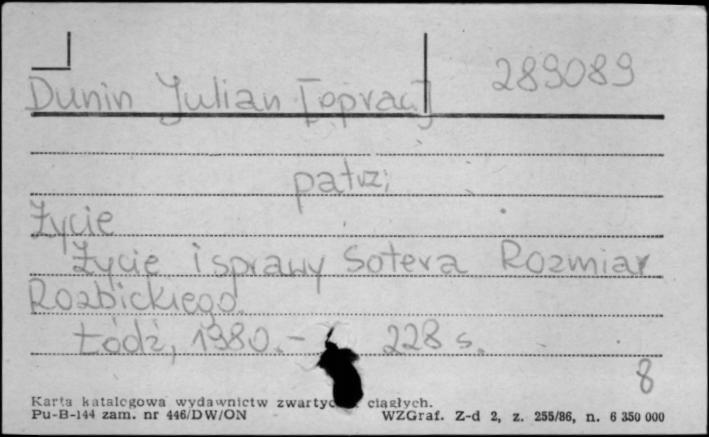 289089
Dunin Julian [oprac.]
patrz:
Życie
Życie i sprawy Sotera Rozmiar
Rozbickiego.
Łódź, 1980. - 228 s.
8
Karta katalogowa wydawnictw zwartyc ciągłych.
Pu-B-144 zam. nr 446/DW/ON WZGraf. Z-d 2, z. 255/86, n. 6 350 000